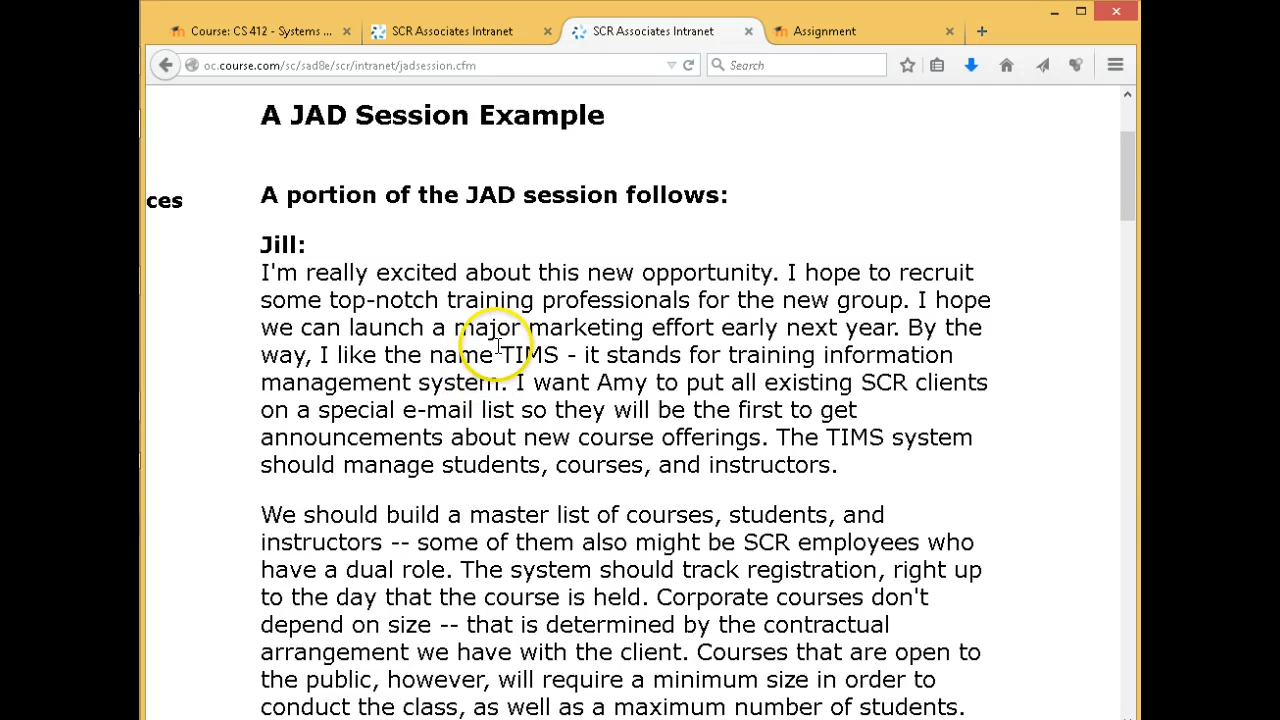 Course: CS 412 - Systems ...
SCR Associates Intranet
SCR Associates Intranet
Assignment
oc.course.com/sc/sad8e/scr/intranet/jadsession.cfm
Search
A JAD Session Example
A portion of the JAD session follows:
ces
Jill:
I'm really excited about this new opportunity. I hope to recruit
some top-notch training professionals for the new group. I hope
we can launch a major marketing effort early next year. By the
way, I like the name TIMS - it stands for training information
management system. I want Amy to put all existing SCR clients
on a special e-mail list so they will be the first to get
announcements about new course offerings. The TIMS system
should manage students, courses, and instructors.
We should build a master list of courses, students, and
instructors -- some of them also might be SCR employees who
have a dual role. The system should track registration, right up
to the day that the course is held. Corporate courses don't
depend on size -- that is determined by the contractual
arrangement we have with the client. Courses that are open to
the public, however, will require a minimum size in order to
conduct the class, as well as a maximum number of students.